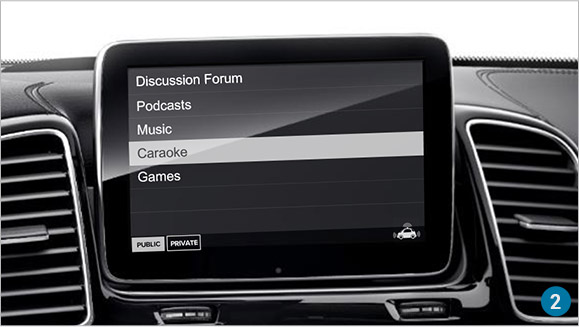 Discussion Forum
Podcasts
Music
Caraoke
Games
PUBLIC PRIVATE
2